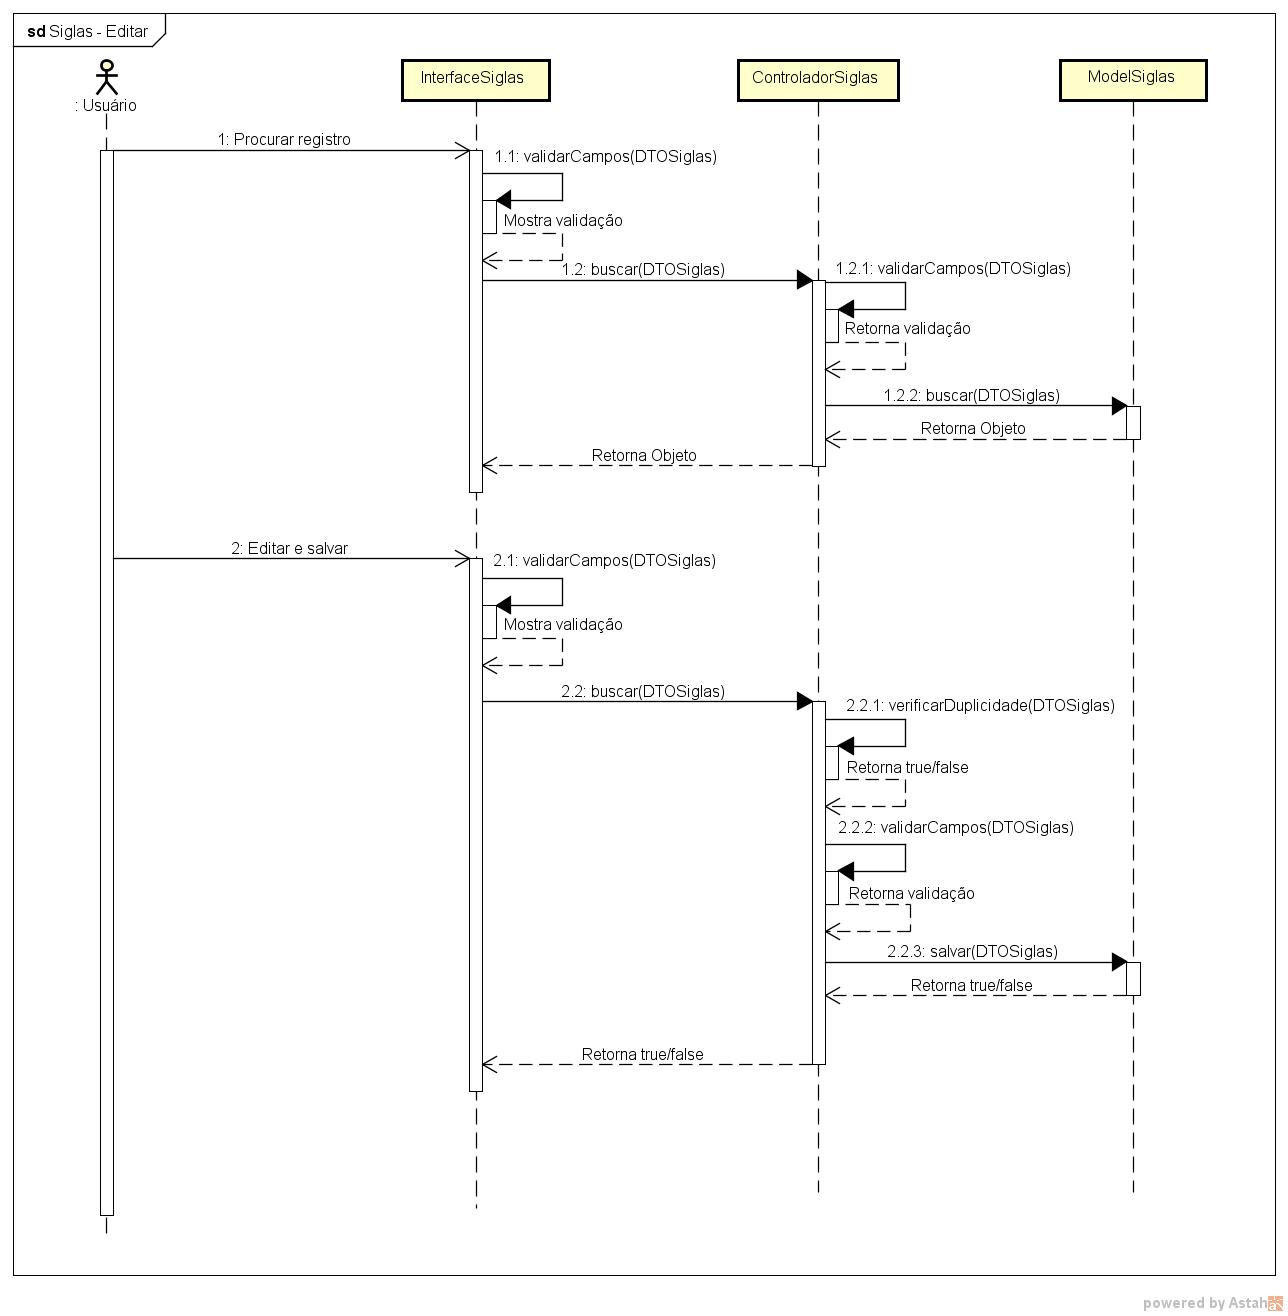 sd Siglas - Editar
: Usuário
InterfaceSiglas
ControladorSiglas
ModelSiglas
1: Procurar registro
1.1: validarCampos(DTOSiglas)
Mostra validação
1.2: buscar(DTOSiglas)
1.2.1: validarCampos(DTOSiglas)
Retorna validação
1.2.2: buscar(DTOSiglas)
Retorna Objeto
Retorna Objeto
2: Editar e salvar
2.1: validarCampos(DTOSiglas)
Mostra validação
2.2: buscar(DTOSiglas)
2.2.1: verificarDuplicidade(DTOSiglas)
Retorna true/false
2.2.2: validarCampos(DTOSiglas)
Retorna validação
2.2.3: salvar(DTOSiglas)
Retorna true/false
Retorna true/false
powered by Astah